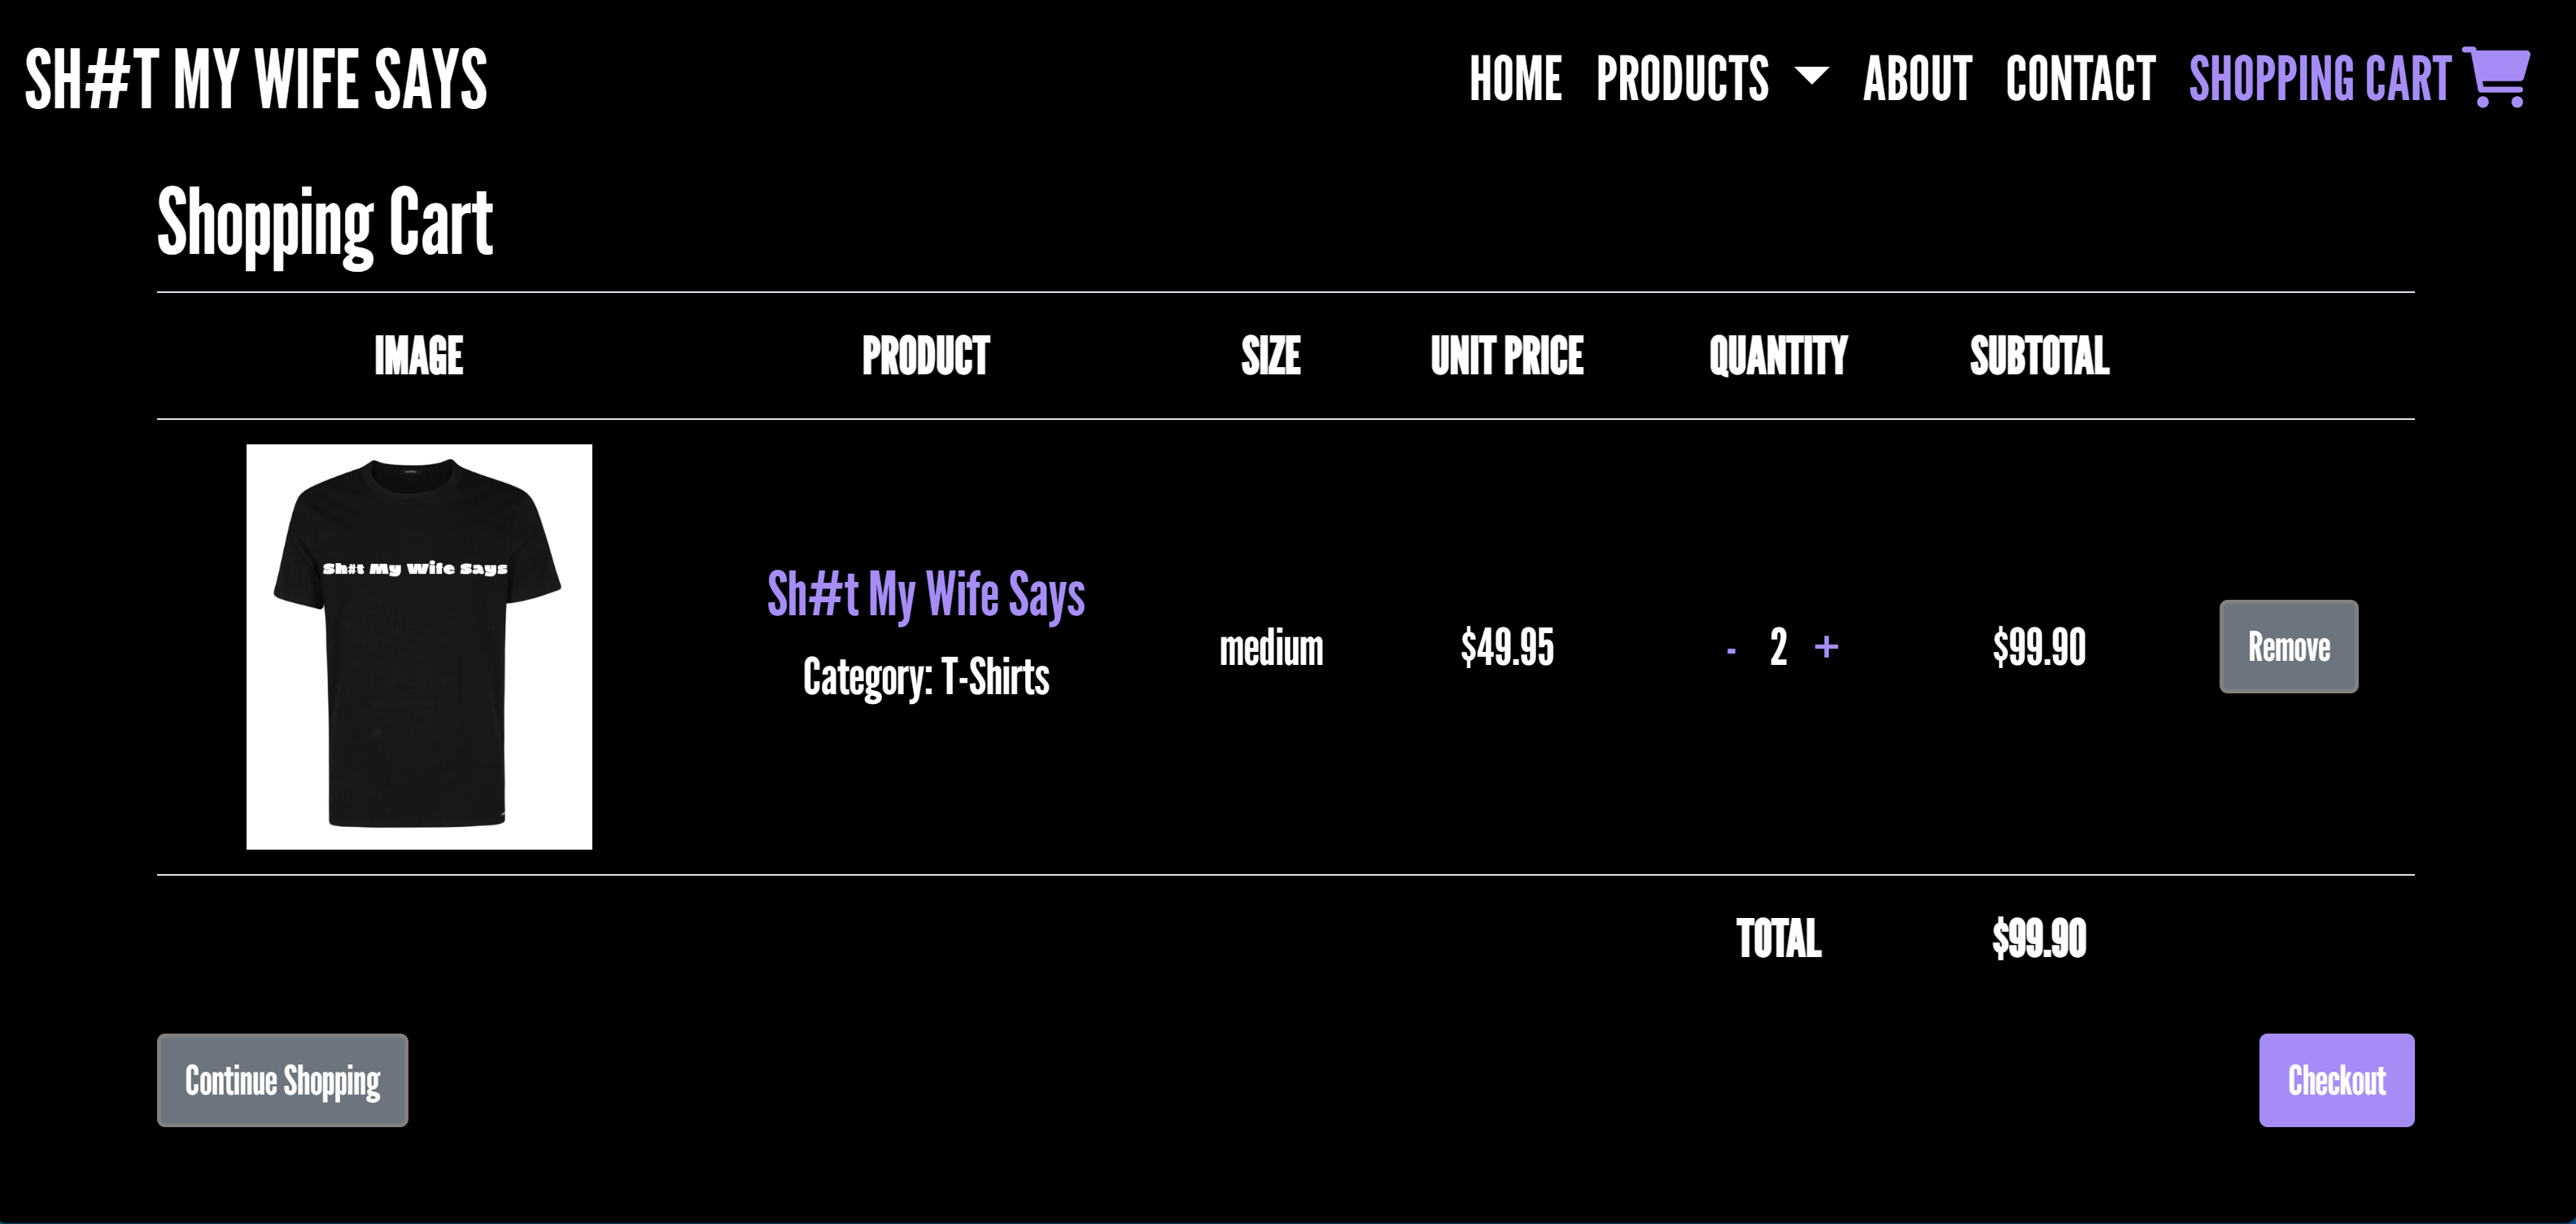 SH#T MY WIFE SAYS
HOME PRODUCTS ABOUT CONTACT SHOPPING CART
Shopping Cart
IMAGE PRODUCT SIZE UNIT PRICE QUANTITY SUBTOTAL
Sh#t My Wife Says
Sh#t My Wife Says
Category: T-Shirts
medium $49.95 - 2 + $99.90 Remove
TOTAL $99.90
Continue Shopping Checkout